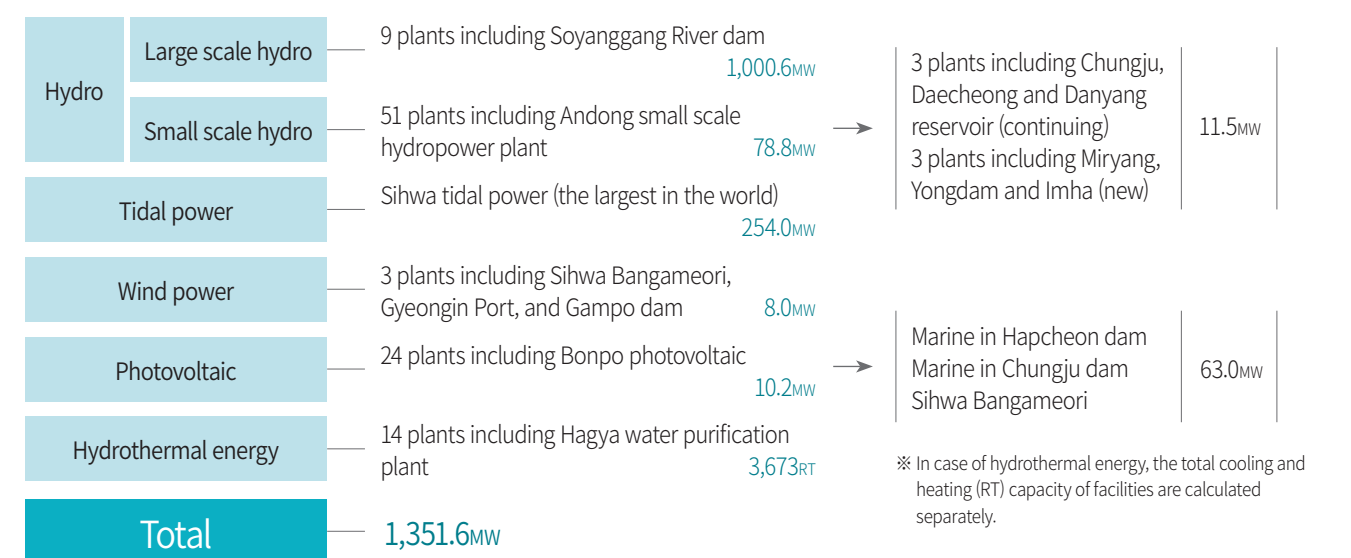 Hydro
Large scale hydro
9 plants including Soyanggang River dam
1,000.6MW
Small scale hydro
51 plants including Andong small scale
hydropower plant 78.8MW
3 plants including Chungju,
Daecheong and Danyang
reservoir (continuing)
3 plants including Miryang,
Yongdam and Imha (new)
11.5MW
Tidal power
Sihwa tidal power (the largest in the world)
254.0MW
Wind power
3 plants including Sihwa Bangameori,
Gyeongin Port, and Gampo dam 8.0MW
Photovoltaic
24 plants including Bonpo photovoltaic
10.2MW
Marine in Hapcheon dam
Marine in Chungju dam
Sihwa Bangameori
63.0MW
Hydrothermal energy
14 plants including Hagya water purification
plant 3,673RT
※ In case of hydrothermal energy, the total cooling and
heating (RT) capacity of facilities are calculated
separately.
Total
1,351.6MW